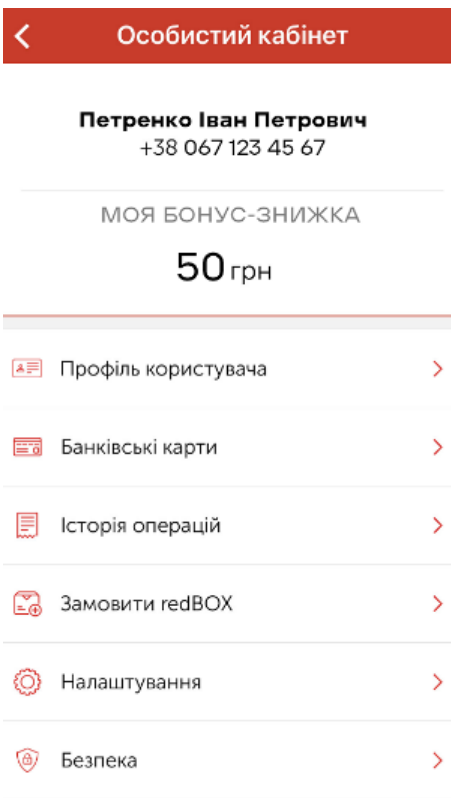 Особистий кабінет
Петренко Іван Петрович
+38 067 123 45 67
МОЯ БОНУС-ЗНИЖКА
50 грн
Профіль користувача
Банківські карти
Історія операцій
Замовити redBOX
Налаштування
Безпека